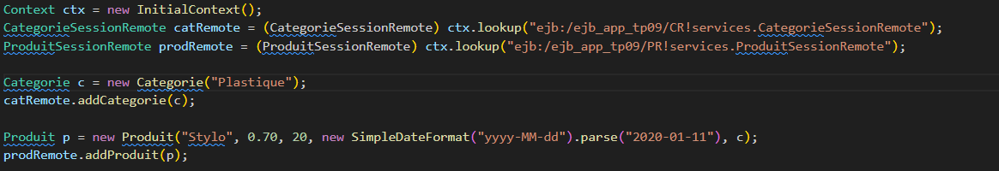 Context ctx = new InitialContext();
CategorieSessionRemote catRemote = (CategorieSessionRemote) ctx.lookup("ejb:/ejb_app_tp09/CR!services.CategorieSessionRemote");
ProduitSessionRemote prodRemote = (ProduitSessionRemote) ctx.lookup("ejb:/ejb_app_tp09/PR!services.ProduitSessionRemote");
Categorie c = new Categorie("Plastique");
catRemote.addCategorie(c);
Produit p = new Produit("Stylo", 0.70, 20, new SimpleDateFormat("yyyy-MM-dd").parse("2020-01-11"), c);
prodRemote.addProduit(p);